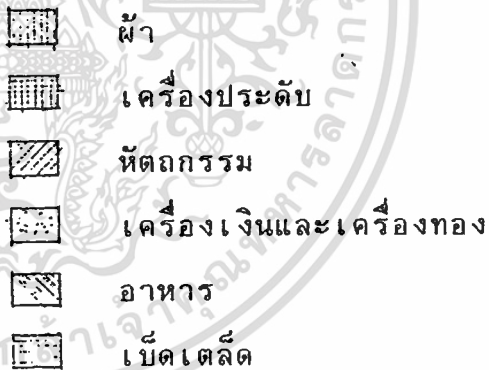 ผ้า
เครื่องประดับ
หัตถกรรม
เครื่องเงินและเครื่องทอง
อาหาร
เบ็ดเตล็ด